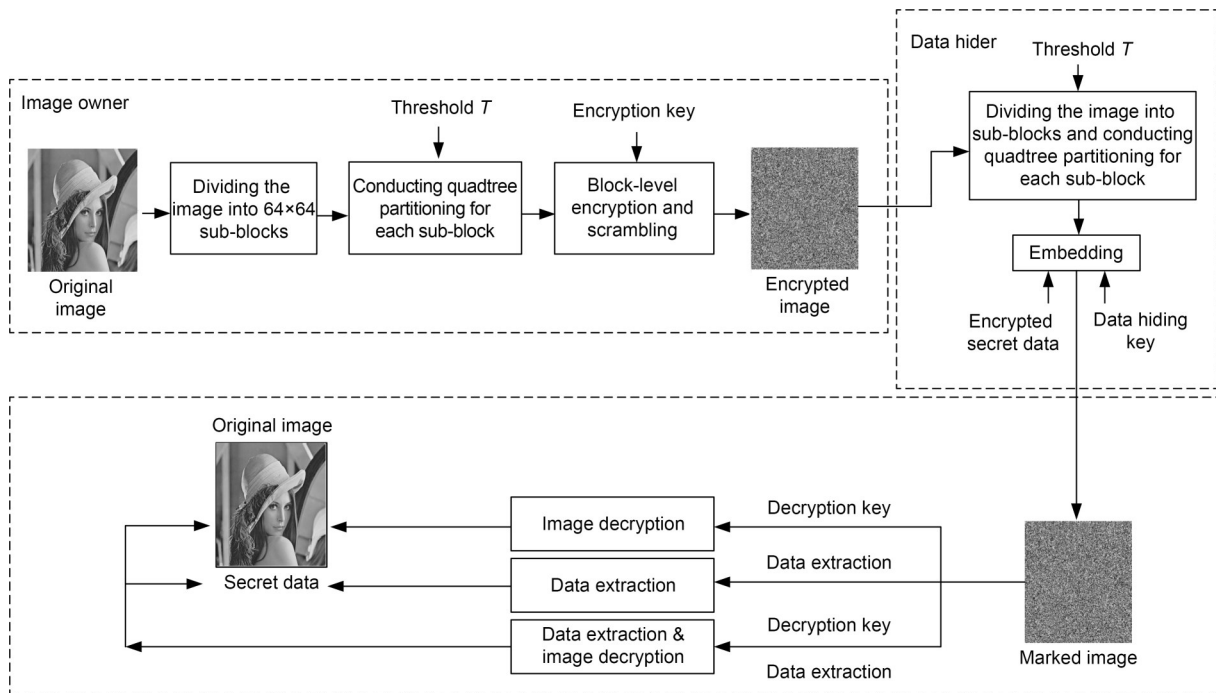 Image owner
Original
image
Dividing the
image into 64×64
sub-blocks
Threshold T
Conducting quadtree
partitioning for
each sub-block
Encryption key
Block-level
encryption and
scrambling
Encrypted
image
Data hider
Threshold T
Dividing the image into
sub-blocks and conducting
quadtree partitioning for
each sub-block
Embedding
Encrypted
secret data
Data hiding
key
Original image
Secret data
Image decryption
Data extraction
Data extraction &
image decryption
Decryption key
Data extraction
Decryption key
Data extraction
Marked image